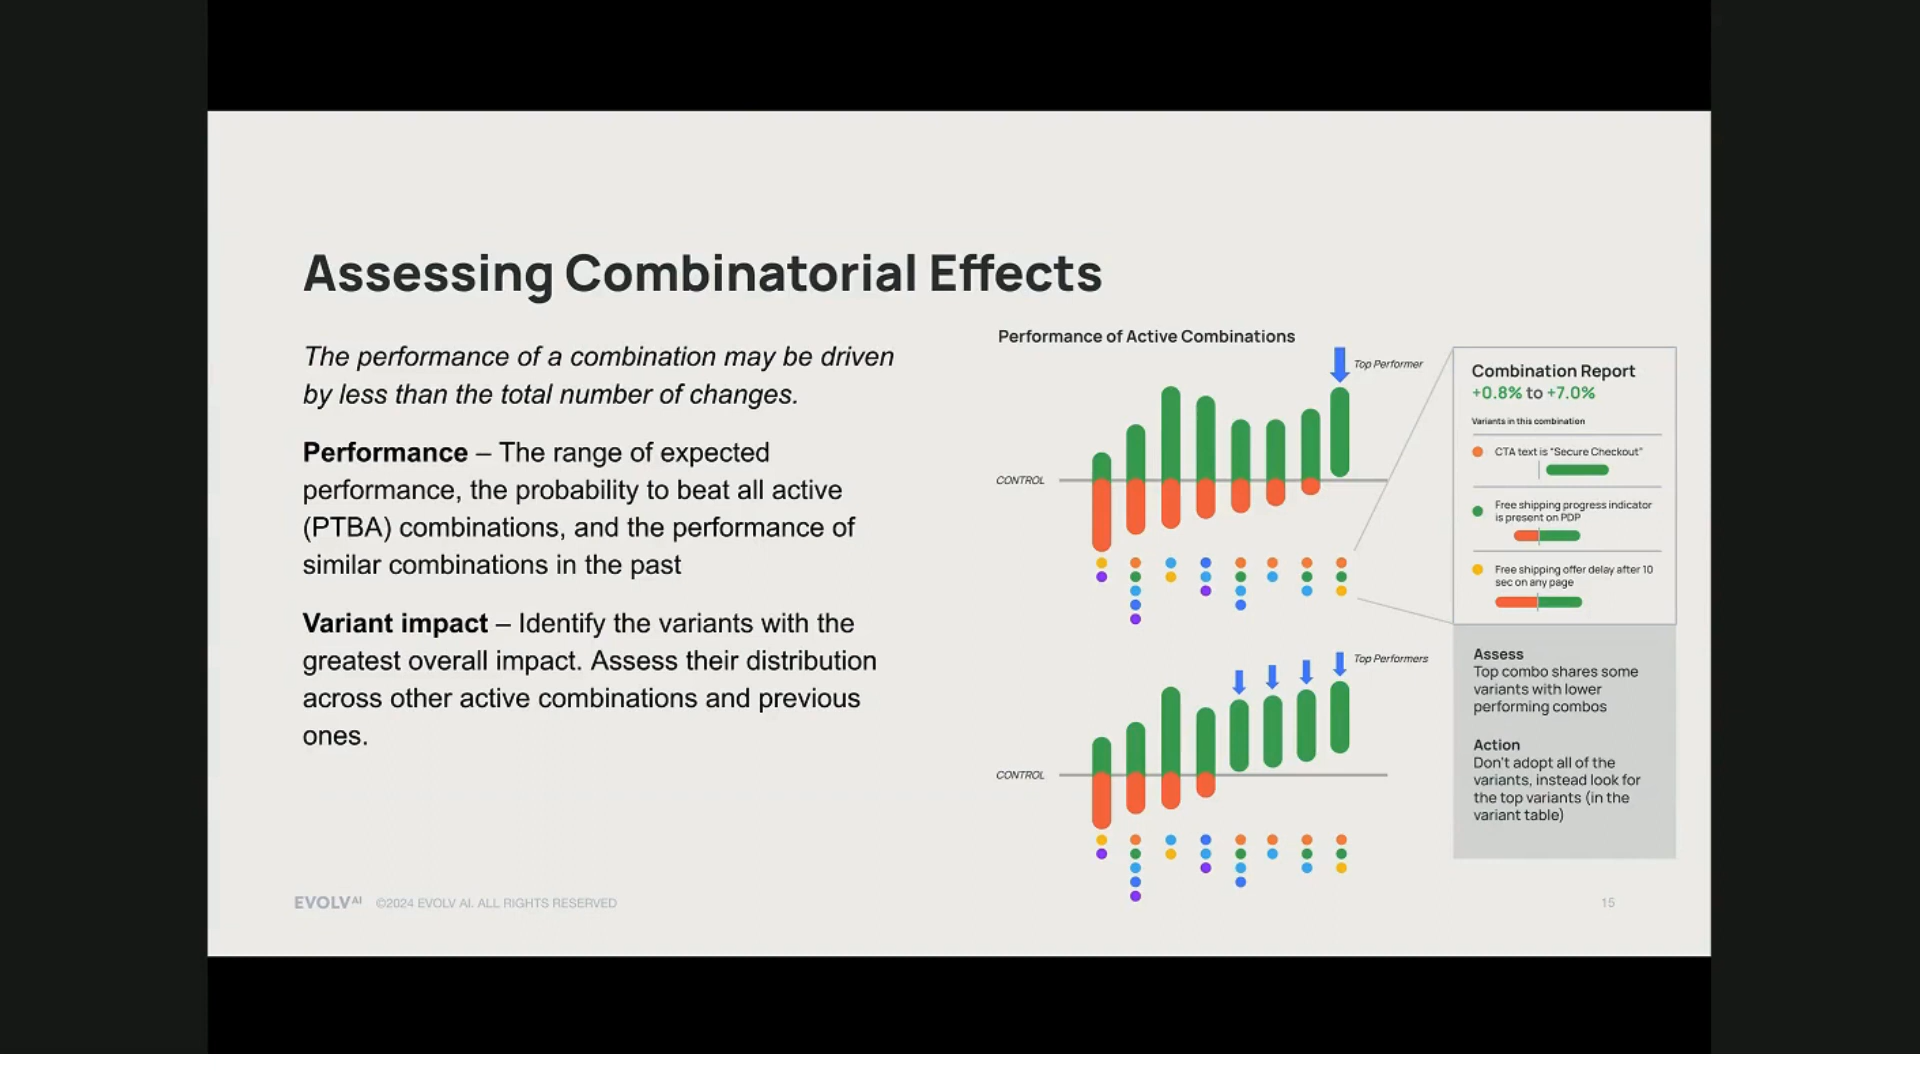 Assessing Combinatorial Effects
The performance of a combination may be driven
by less than the total number of changes.
Performance – The range of expected
performance, the probability to beat all active
(PTBA) combinations, and the performance of
similar combinations in the past
Variant impact – Identify the variants with the
greatest overall impact. Assess their distribution
across other active combinations and previous
ones.
Performance of Active Combinations
Top Performer
CONTROL
Top Performers
CONTROL
Combination Report
+0.8% to +7.0%
Variants in this combination
CTA text is "Secure Checkout"
Free shipping progress indicator
is present on PDP
Free shipping offer delay after 10
sec on any page
Assess
Top combo shares some
variants with lower
performing combos
Action
Don't adopt all of the
variants, instead look for
the top variants (in the
variant table)
EVOLV AI ©2024 EVOLV AI. ALL RIGHTS RESERVED
15